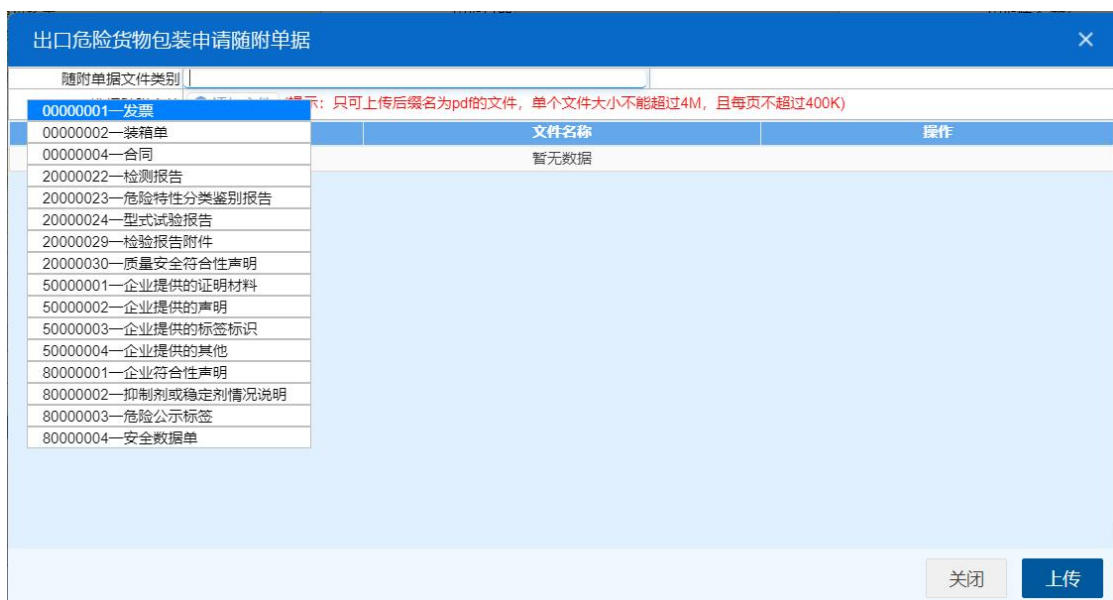 出口危险货物包装申请随附单据
×
随附单据文件类别
示：只可上传后缀名为pdf的文件，单个文件大小不能超过4M，且每页不超过400K)
00000001—发票
文件名称 操作
00000002—装箱单
00000004—合同
暂无数据
20000022—检测报告
20000023—危险特性分类鉴别报告
20000024—型式试验报告
20000029—检验报告附件
20000030—质量安全符合性声明
50000001—企业提供的证明材料
50000002—企业提供的声明
50000003—企业提供的标签标识
50000004—企业提供的其他
80000001—企业符合性声明
80000002—抑制剂或稳定剂情况说明
80000003—危险公示标签
80000004—安全数据单
关闭 上传